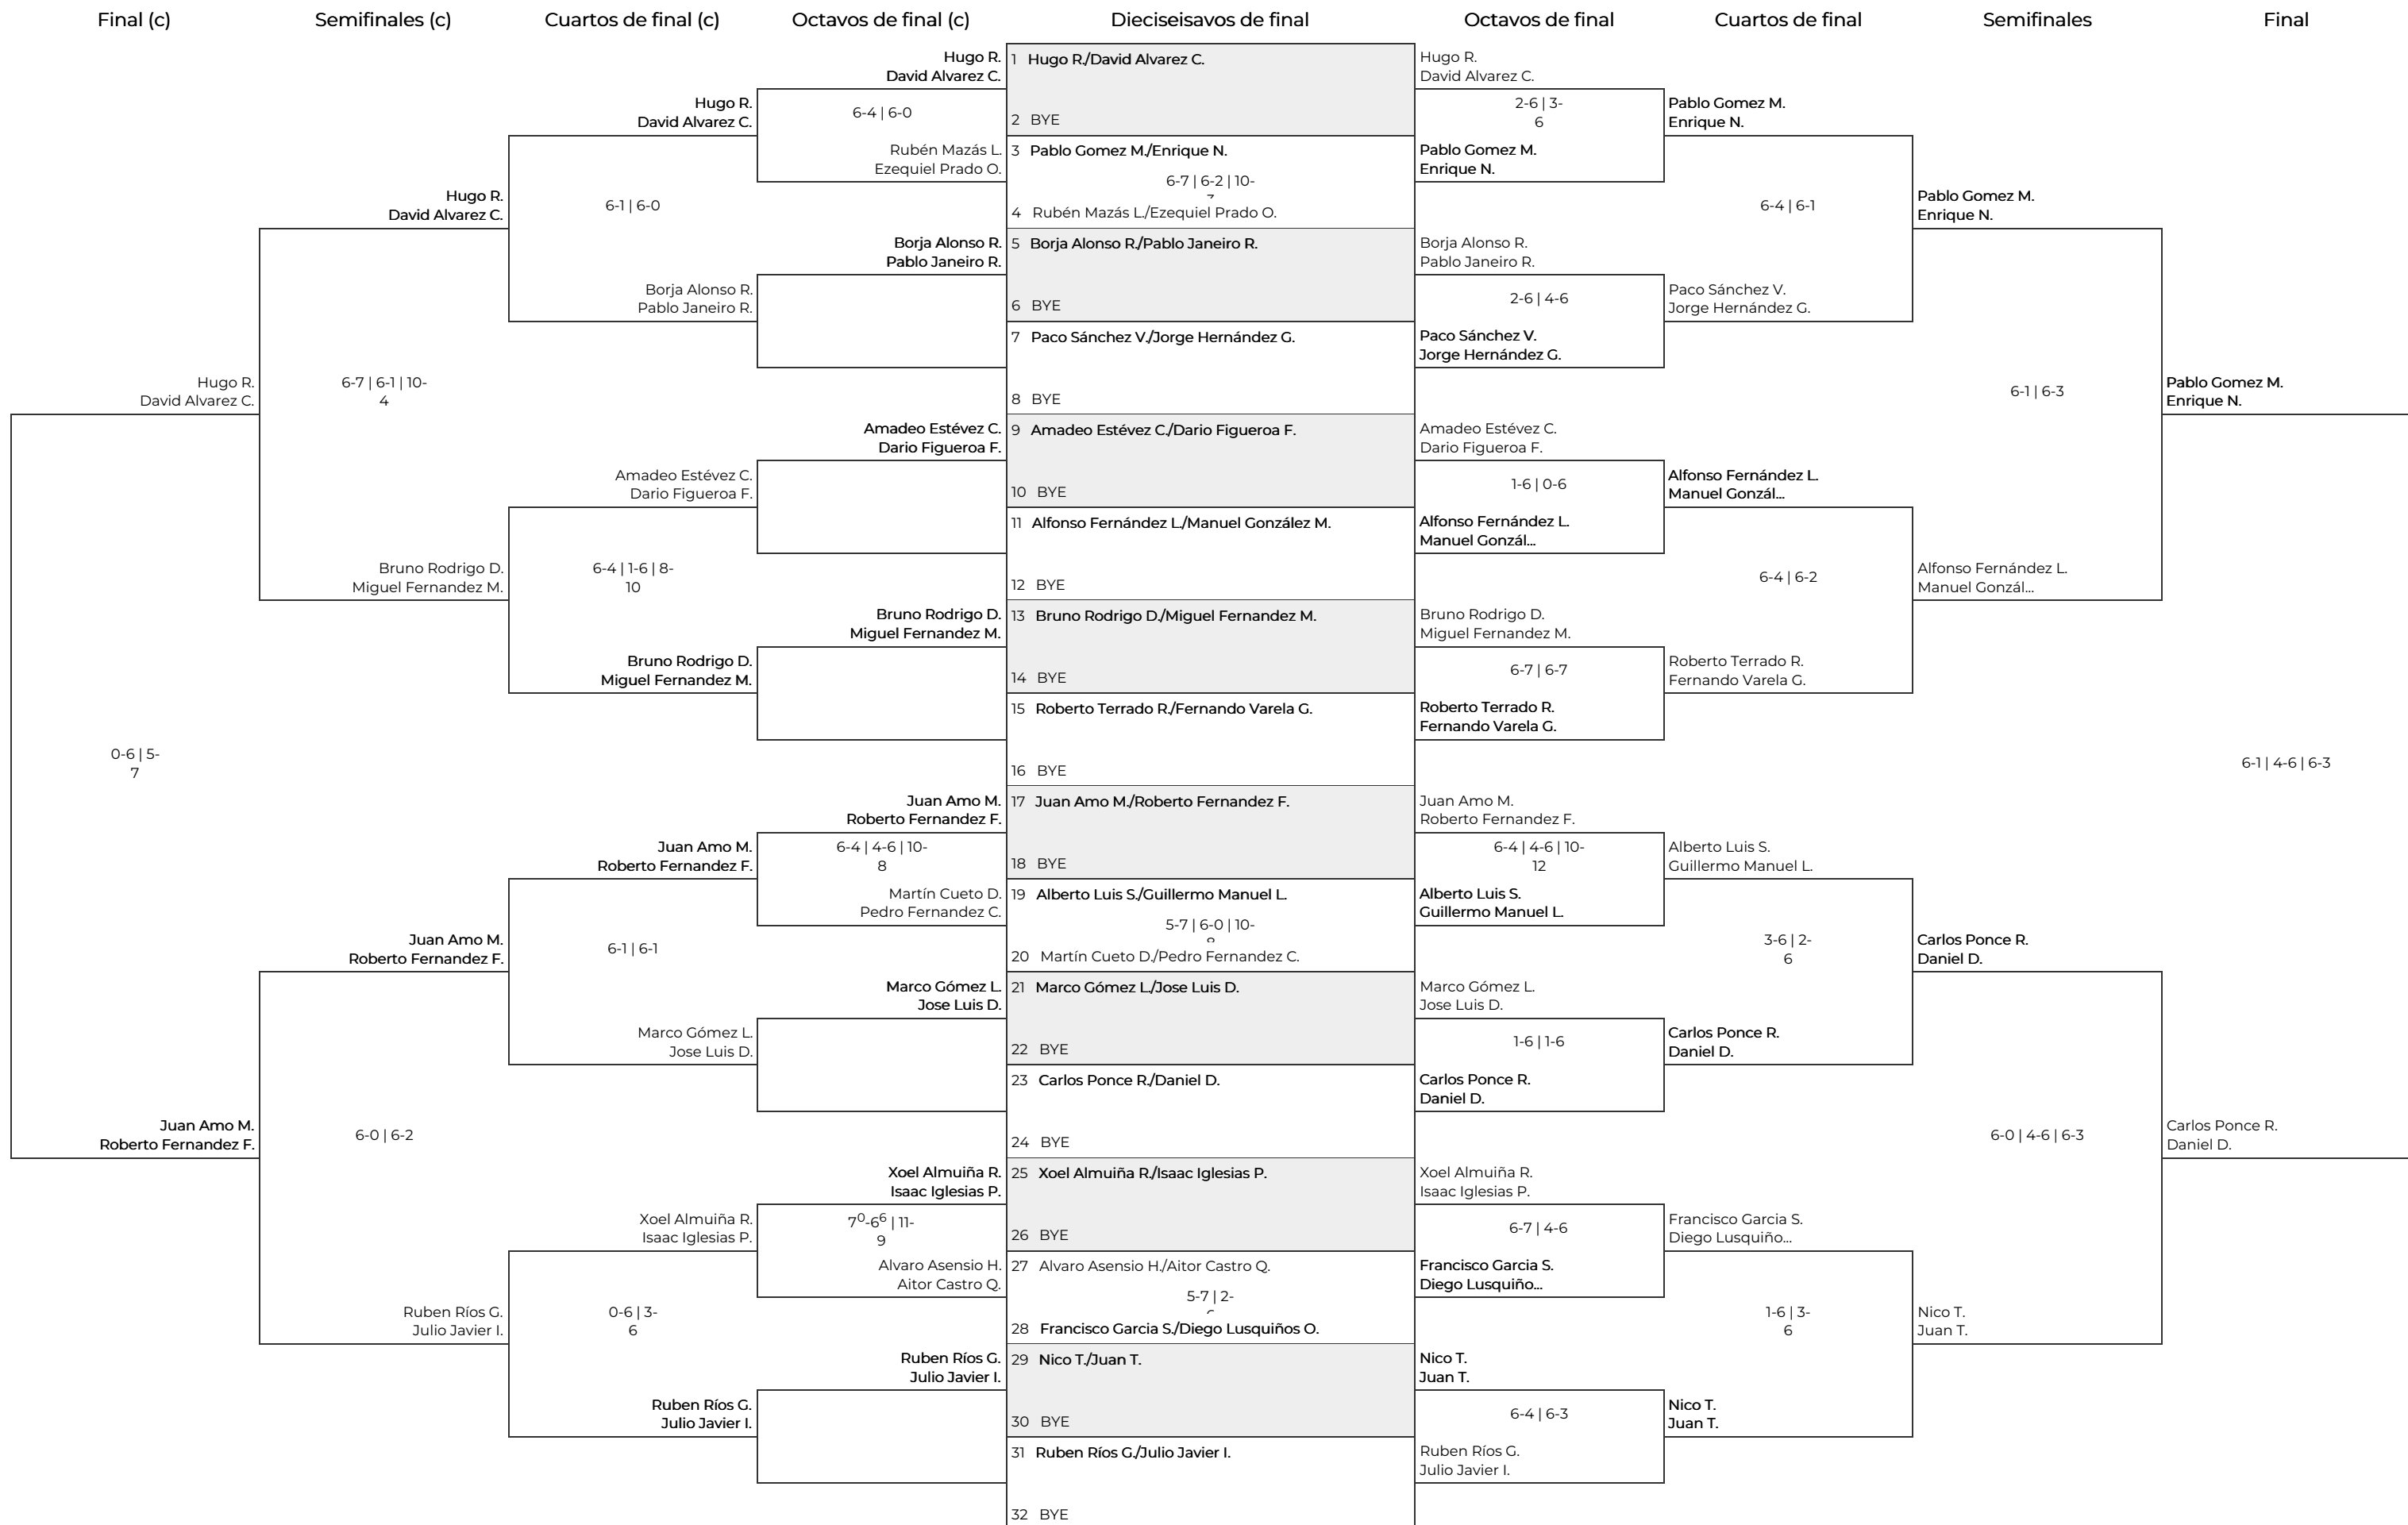 Final (c)
Semifinales (c)
Cuartos de final (c)
Octavos de final (c)
Dieciseisavos de final
Octavos de final
Cuartos de final
Semifinales
Final
Hugo R.
David Alvarez C.
0-6 | 5-
7
Juan Amo M.
Roberto Fernandez F.
Hugo R.
David Alvarez C.
6-7 | 6-1 | 10-
4
Bruno Rodrigo D.
Miguel Fernandez M.
Juan Amo M.
Roberto Fernandez F.
6-0 | 6-2
Ruben Ríos G.
Julio Javier I.
Hugo R.
David Alvarez C.
6-1 | 6-0
Borja Alonso R.
Pablo Janeiro R.
Amadeo Estévez C.
Dario Figueroa F.
6-4 | 1-6 | 8-
10
Bruno Rodrigo D.
Miguel Fernandez M.
Juan Amo M.
Roberto Fernandez F.
6-1 | 6-1
Marco Gómez L.
Jose Luis D.
Xoel Almuiña R.
Isaac Iglesias P.
0-6 | 3-
6
Ruben Ríos G.
Julio Javier I.
Hugo R.
David Alvarez C.
6-4 | 6-0
Rubén Mazás L.
Ezequiel Prado O.
Borja Alonso R.
Pablo Janeiro R.
Amadeo Estévez C.
Dario Figueroa F.
Bruno Rodrigo D.
Miguel Fernandez M.
Juan Amo M.
Roberto Fernandez F.
6-4 | 4-6 | 10-
8
Martín Cueto D.
Pedro Fernandez C.
Marco Gómez L.
Jose Luis D.
Xoel Almuiña R.
Isaac Iglesias P.
7⁰-6⁶ | 11-
9
Alvaro Asensio H.
Aitor Castro Q.
Ruben Ríos G.
Julio Javier I.
1 Hugo R./David Alvarez C.
2 BYE
3 Pablo Gomez M./Enrique N.
6-7 | 6-2 | 10-
4 Rubén Mazás L./Ezequiel Prado O.
5 Borja Alonso R./Pablo Janeiro R.
6 BYE
7 Paco Sánchez V./Jorge Hernández G.
8 BYE
9 Amadeo Estévez C./Dario Figueroa F.
10 BYE
11 Alfonso Fernández L./Manuel González M.
12 BYE
13 Bruno Rodrigo D./Miguel Fernandez M.
14 BYE
15 Roberto Terrado R./Fernando Varela G.
16 BYE
17 Juan Amo M./Roberto Fernandez F.
18 BYE
19 Alberto Luis S./Guillermo Manuel L.
5-7 | 6-0 | 10-
20 Martín Cueto D./Pedro Fernandez C.
21 Marco Gómez L./Jose Luis D.
22 BYE
23 Carlos Ponce R./Daniel D.
24 BYE
25 Xoel Almuiña R./Isaac Iglesias P.
26 BYE
27 Alvaro Asensio H./Aitor Castro Q.
5-7 | 2-
28 Francisco Garcia S./Diego Lusquiños O.
29 Nico T./Juan T.
30 BYE
31 Ruben Ríos G./Julio Javier I.
32 BYE
Hugo R.
David Alvarez C.
2-6 | 3-
6
Pablo Gomez M.
Enrique N.
Borja Alonso R.
Pablo Janeiro R.
2-6 | 4-6
Paco Sánchez V.
Jorge Hernández G.
Amadeo Estévez C.
Dario Figueroa F.
1-6 | 0-6
Alfonso Fernández L.
Manuel Gonzál...
Bruno Rodrigo D.
Miguel Fernandez M.
6-7 | 6-7
Roberto Terrado R.
Fernando Varela G.
Juan Amo M.
Roberto Fernandez F.
6-4 | 4-6 | 10-
12
Alberto Luis S.
Guillermo Manuel L.
Marco Gómez L.
Jose Luis D.
1-6 | 1-6
Carlos Ponce R.
Daniel D.
Xoel Almuiña R.
Isaac Iglesias P.
6-7 | 4-6
Francisco Garcia S.
Diego Lusquiño...
Nico T.
Juan T.
6-4 | 6-3
Ruben Ríos G.
Julio Javier I.
Pablo Gomez M.
Enrique N.
6-4 | 6-1
Paco Sánchez V.
Jorge Hernández G.
Alfonso Fernández L.
Manuel Gonzál...
6-4 | 6-2
Roberto Terrado R.
Fernando Varela G.
Alberto Luis S.
Guillermo Manuel L.
3-6 | 2-
6
Carlos Ponce R.
Daniel D.
Francisco Garcia S.
Diego Lusquiño...
1-6 | 3-
6
Nico T.
Juan T.
Pablo Gomez M.
Enrique N.
6-1 | 6-3
Alfonso Fernández L.
Manuel Gonzál...
Carlos Ponce R.
Daniel D.
6-0 | 4-6 | 6-3
Nico T.
Juan T.
Pablo Gomez M.
Enrique N.
6-1 | 4-6 | 6-3
Carlos Ponce R.
Daniel D.